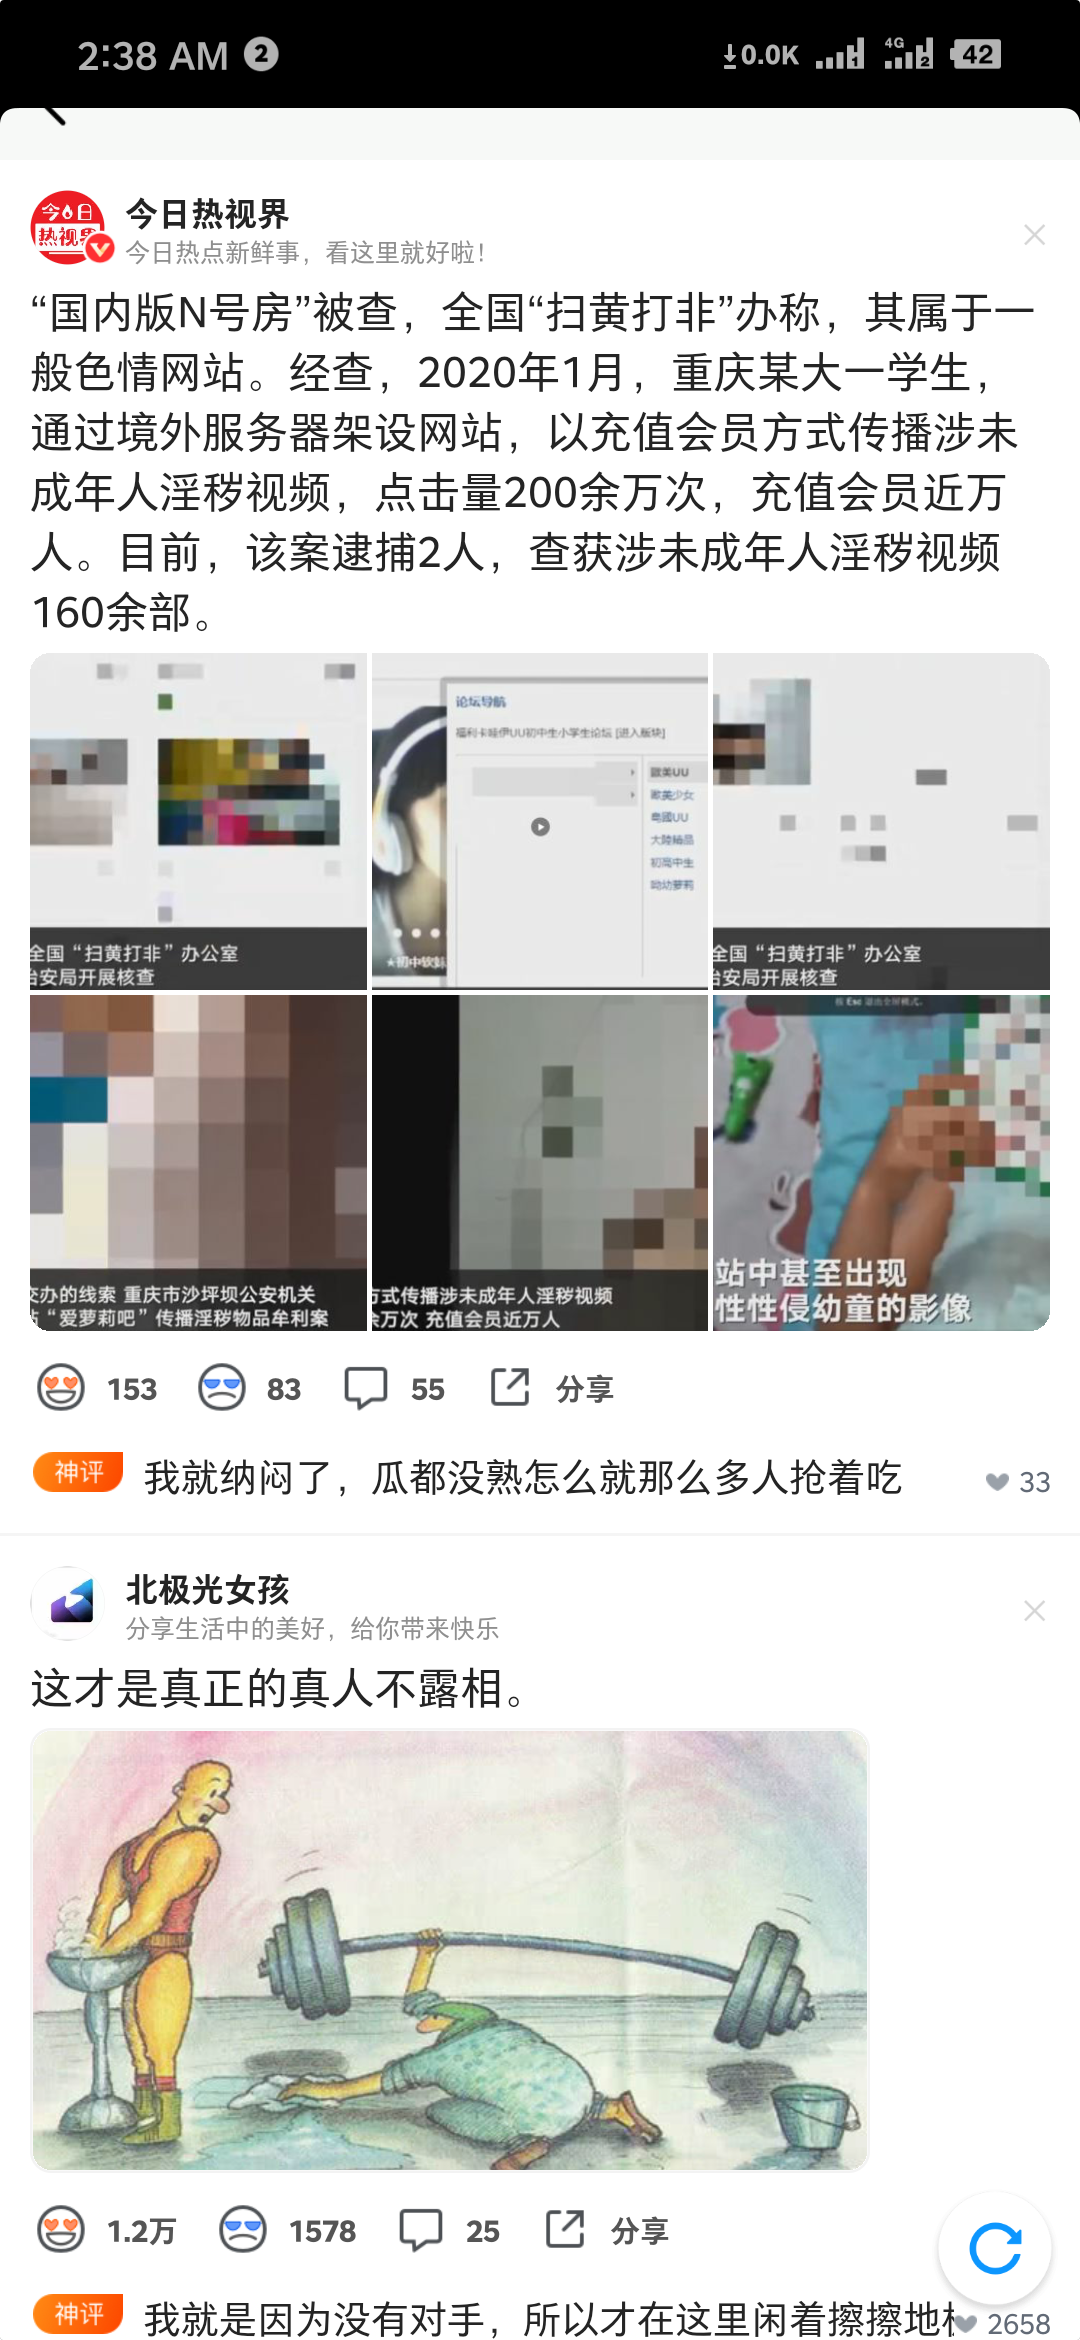 2:38 AM 2
0.0K 1 4G 2 42
今日热视界
今日热点新鲜事，看这里就好啦！
“国内版N号房”被查，全国“扫黄打非”办称，其属于一
般色情网站。经查，2020年1月，重庆某大一学生，
通过境外服务器架设网站，以充值会员方式传播涉未
成年人淫秽视频，点击量200余万次，充值会员近万
人。目前，该案逮捕2人，查获涉未成年人淫秽视频
160余部。
全国“扫黄打非”办公室
治安局开展核查
论坛导航
全国“扫黄打非”办公室
治安局开展核查
交办的线索 重庆市沙坪坝公安机关
“爱萝莉吧”传播淫秽物品牟利案
方式传播涉未成年人淫秽视频
余万次 充值会员近万人
按 Esc 退出全屏模式。
站中甚至出现
性性侵幼童的影像
153 83 55 分享
神评 我就纳闷了，瓜都没熟怎么就那么多人抢着吃 33
北极光女孩
分享生活中的美好，给你带来快乐
这才是真正的真人不露相。
1.2万 1578 25 分享
神评 我就是因为没有对手，所以才在这里闲着擦擦地 2658